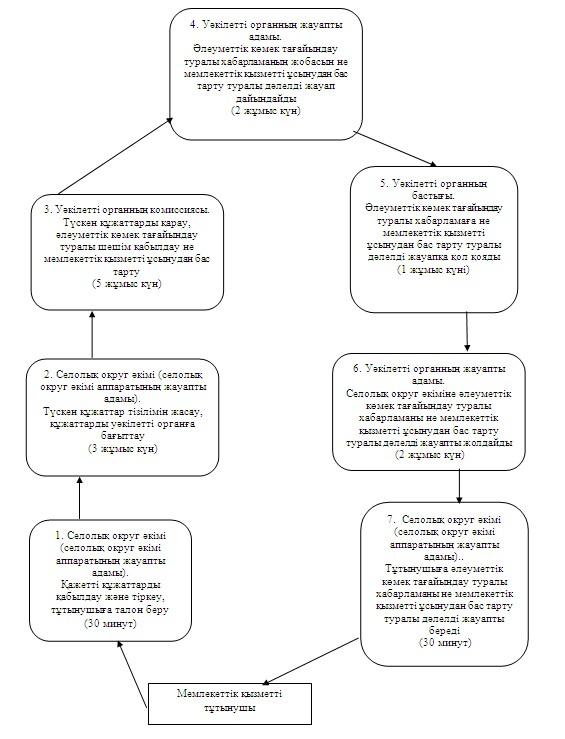 4. Уәкілетті органның жауапты
адамы.
Әлеуметтік көмек тағайындау
туралы хабарламаның жобасын не
мемлекеттік қызметті ұсынудан бас
тарту туралы дәлелді жауап
дайындайды
(2 жұмыс күн)
3. Уәкілетті органның комиссиясы.
Түскен құжаттарды қарау,
әлеуметтік көмек тағайындау
туралы шешім қабылдау не
мемлекеттік қызметті ұсынудан бас
тарту
(5 жұмыс күн)
5. Уәкілетті органның
бастығы.
Әлеуметтік көмек тағайындау
туралы хабарламаға не
мемлекеттік қызметті
ұсынудан бас тарту туралы
дәлелді жауапқа қол қояды
(1 жұмыс күні)
2. Селолық округ әкімі (селолық
округ әкімі аппаратының жауапты
адамы).
Түскен құжаттар тізілімін жасау,
құжаттарды уәкілетті органға
бағыттау
(3 жұмыс күн)
6. Уәкілетті органның жауапты
адамы.
Селолық округ әкіміне әлеуметтік
көмек тағайындау туралы
хабарламаны не мемлекеттік
қызметті ұсынудан бас тарту
туралы дәлелді жауапты жолдайды
(2 жұмыс күн)
1. Селолық округ әкімі
(селолық округ әкімі
аппаратының жауапты
адамы).
Қажетті құжаттарды
қабылдау және тіркеу,
тұтынушыға талон беру
(30 минут)
7. Селолық округ әкімі
(селолық округ әкімі
аппаратының жауапты
адамы)..
Тұтынушыға әлеуметтік
көмек тағайындау туралы
хабарламаны не мемлекеттік
қызметті ұсынудан бас тарту
туралы дәлелді жауапты
береді
(30 минут)
Мемлекеттік қызметті
тұтынушы